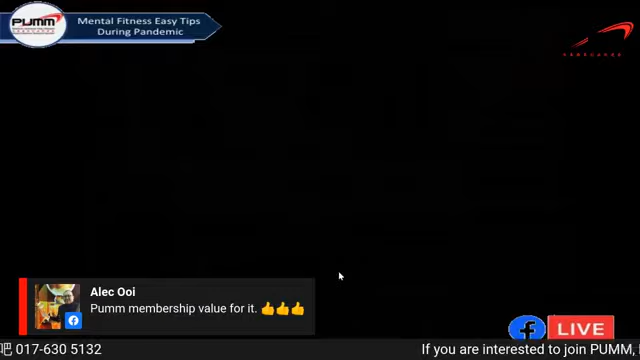 PUMM
Mental Fitness Easy Tips
During Pandemic
Alec Ooi
Pumm membership value for it. 👍👍👍
LIVE
吧 017-630 5132
If you are interested to join PUMM,